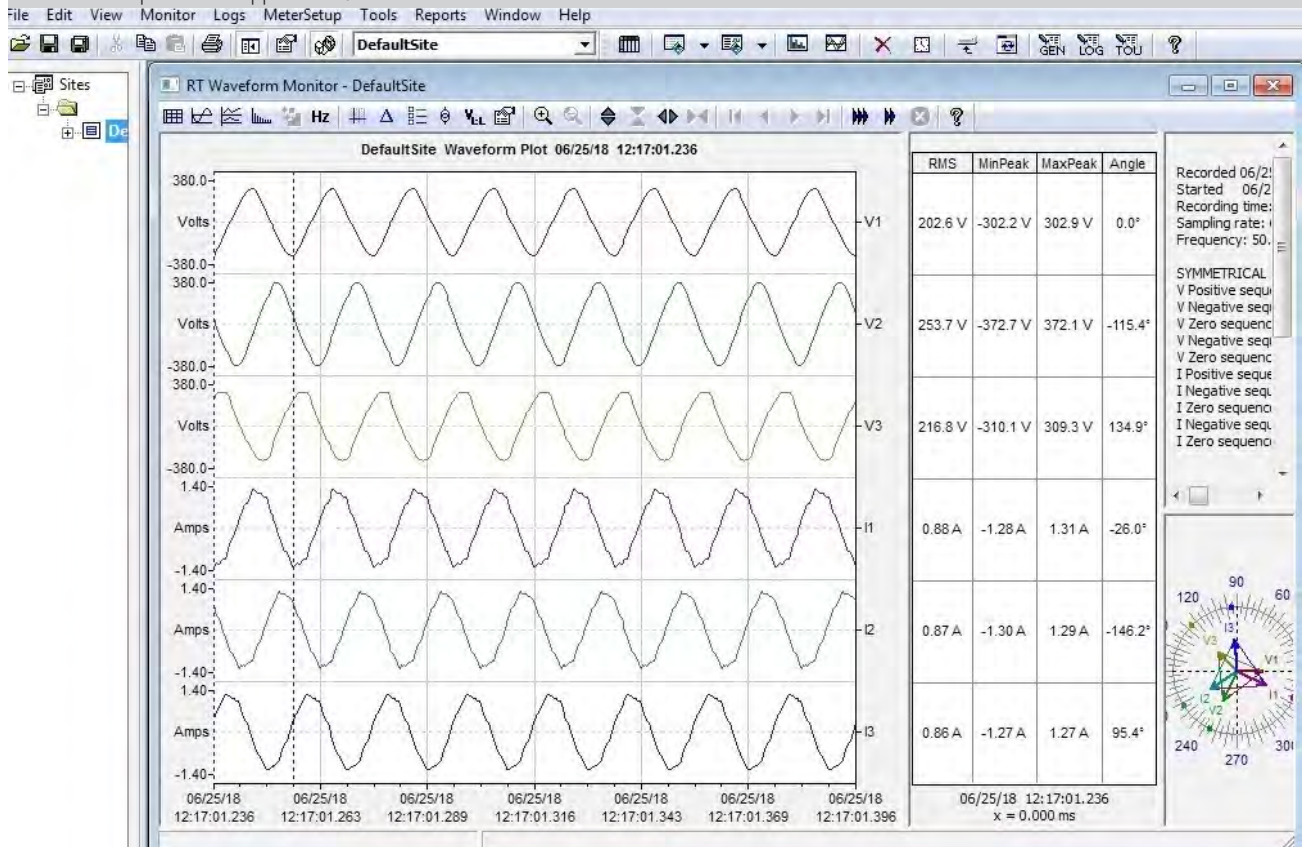 File Edit View Monitor Logs MeterSetup Tools Reports Window Help
DefaultSite
GEN LOG TOU ?
Sites
De
RT Waveform Monitor - DefaultSite
Hz Δ V L:L ?
DefaultSite Waveform Plot 06/25/18 12:17:01.236
380.0
Volts
-380.0
V1
380.0
Volts
-380.0
V2
380.0
Volts
-380.0
V3
1.40
Amps
-1.40
I1
1.40
Amps
-1.40
I2
1.40
Amps
-1.40
I3
06/25/18 06/25/18 06/25/18 06/25/18 06/25/18 06/25/18 06/25/18
12:17:01.236 12:17:01.263 12:17:01.289 12:17:01.316 12:17:01.343 12:17:01.369 12:17:01.396
RMS MinPeak MaxPeak Angle
202.6 V -302.2 V 302.9 V 0.0°
253.7 V -372.7 V 372.1 V -115.4°
216.8 V -310.1 V 309.3 V 134.9°
0.88 A -1.28 A 1.31 A -26.0°
0.87 A -1.30 A 1.29 A -146.2°
0.86 A -1.27 A 1.27 A 95.4°
06/25/18 12:17:01.236
x = 0.000 ms
Recorded 06/2
Started 06/2
Recording time:
Sampling rate:
Frequency: 50.
SYMMETRICAL
V Positive sequ
V Negative seq
V Zero sequenc
V Negative seq
V Zero sequenc
I Positive seque
I Negative sequ
I Zero sequenc
I Negative sequ
I Zero sequenc
90
120 60
I3
V3
V1
I2 I1
V2
240 300
270